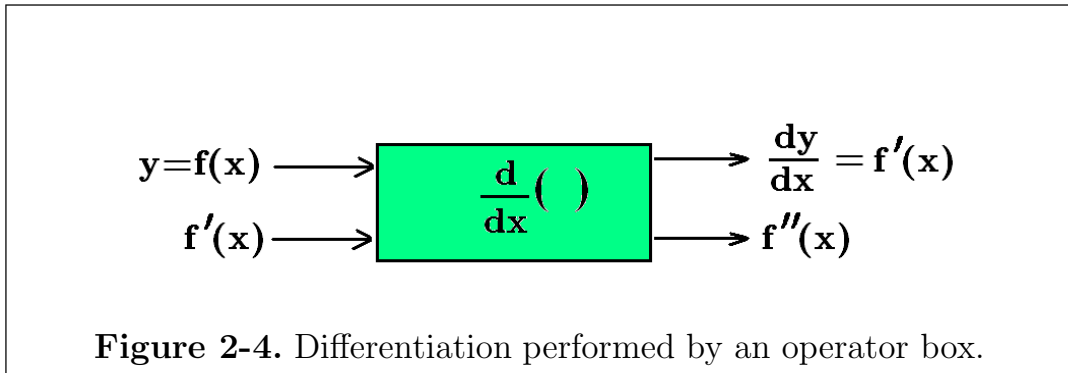 y=f(x)
d/dx( )
dy/dx = f′(x)
f′(x)
f″(x)
Figure 2-4. Differentiation performed by an operator box.